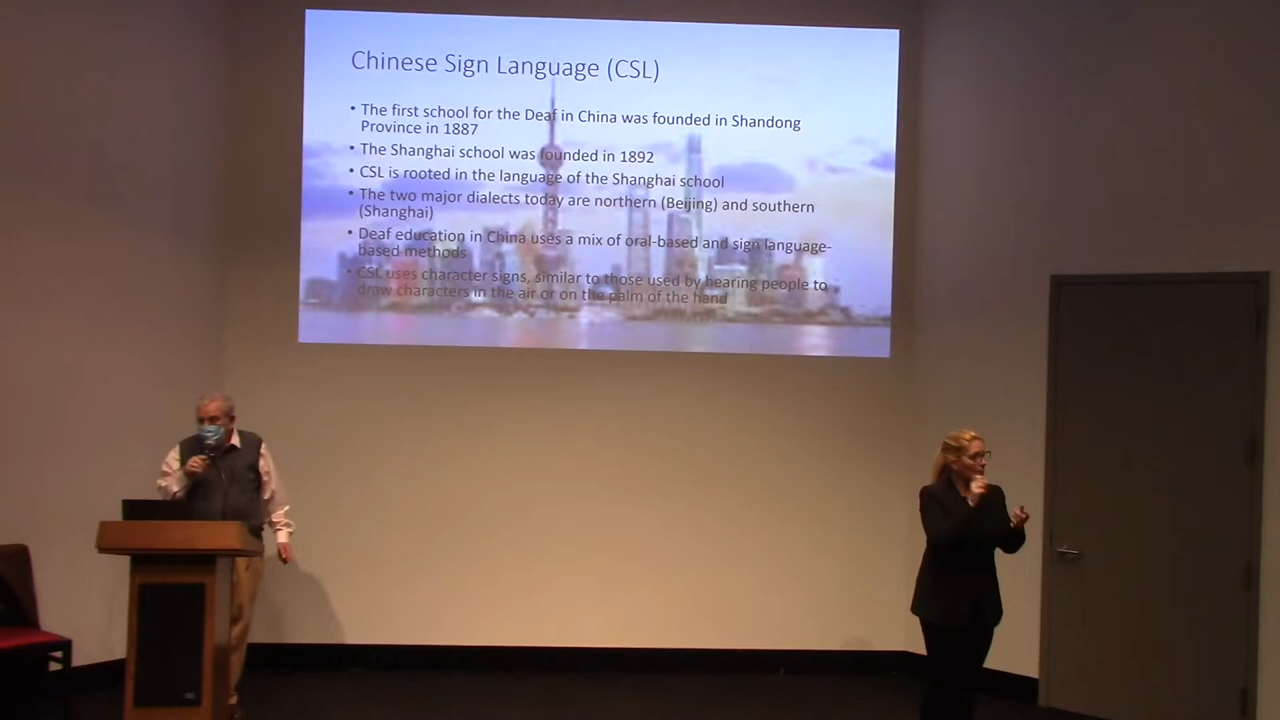 Chinese Sign Language (CSL)
• The first school for the Deaf in China was founded in Shandong
Province in 1887
• The Shanghai school was founded in 1892
• CSL is rooted in the language of the Shanghai school
• The two major dialects today are northern (Beijing) and southern
(Shanghai)
• Deaf education in China uses a mix of oral-based and sign language-
based methods
• CSL uses character signs, similar to those used by hearing people to
draw characters in the air or on the palm of the hand